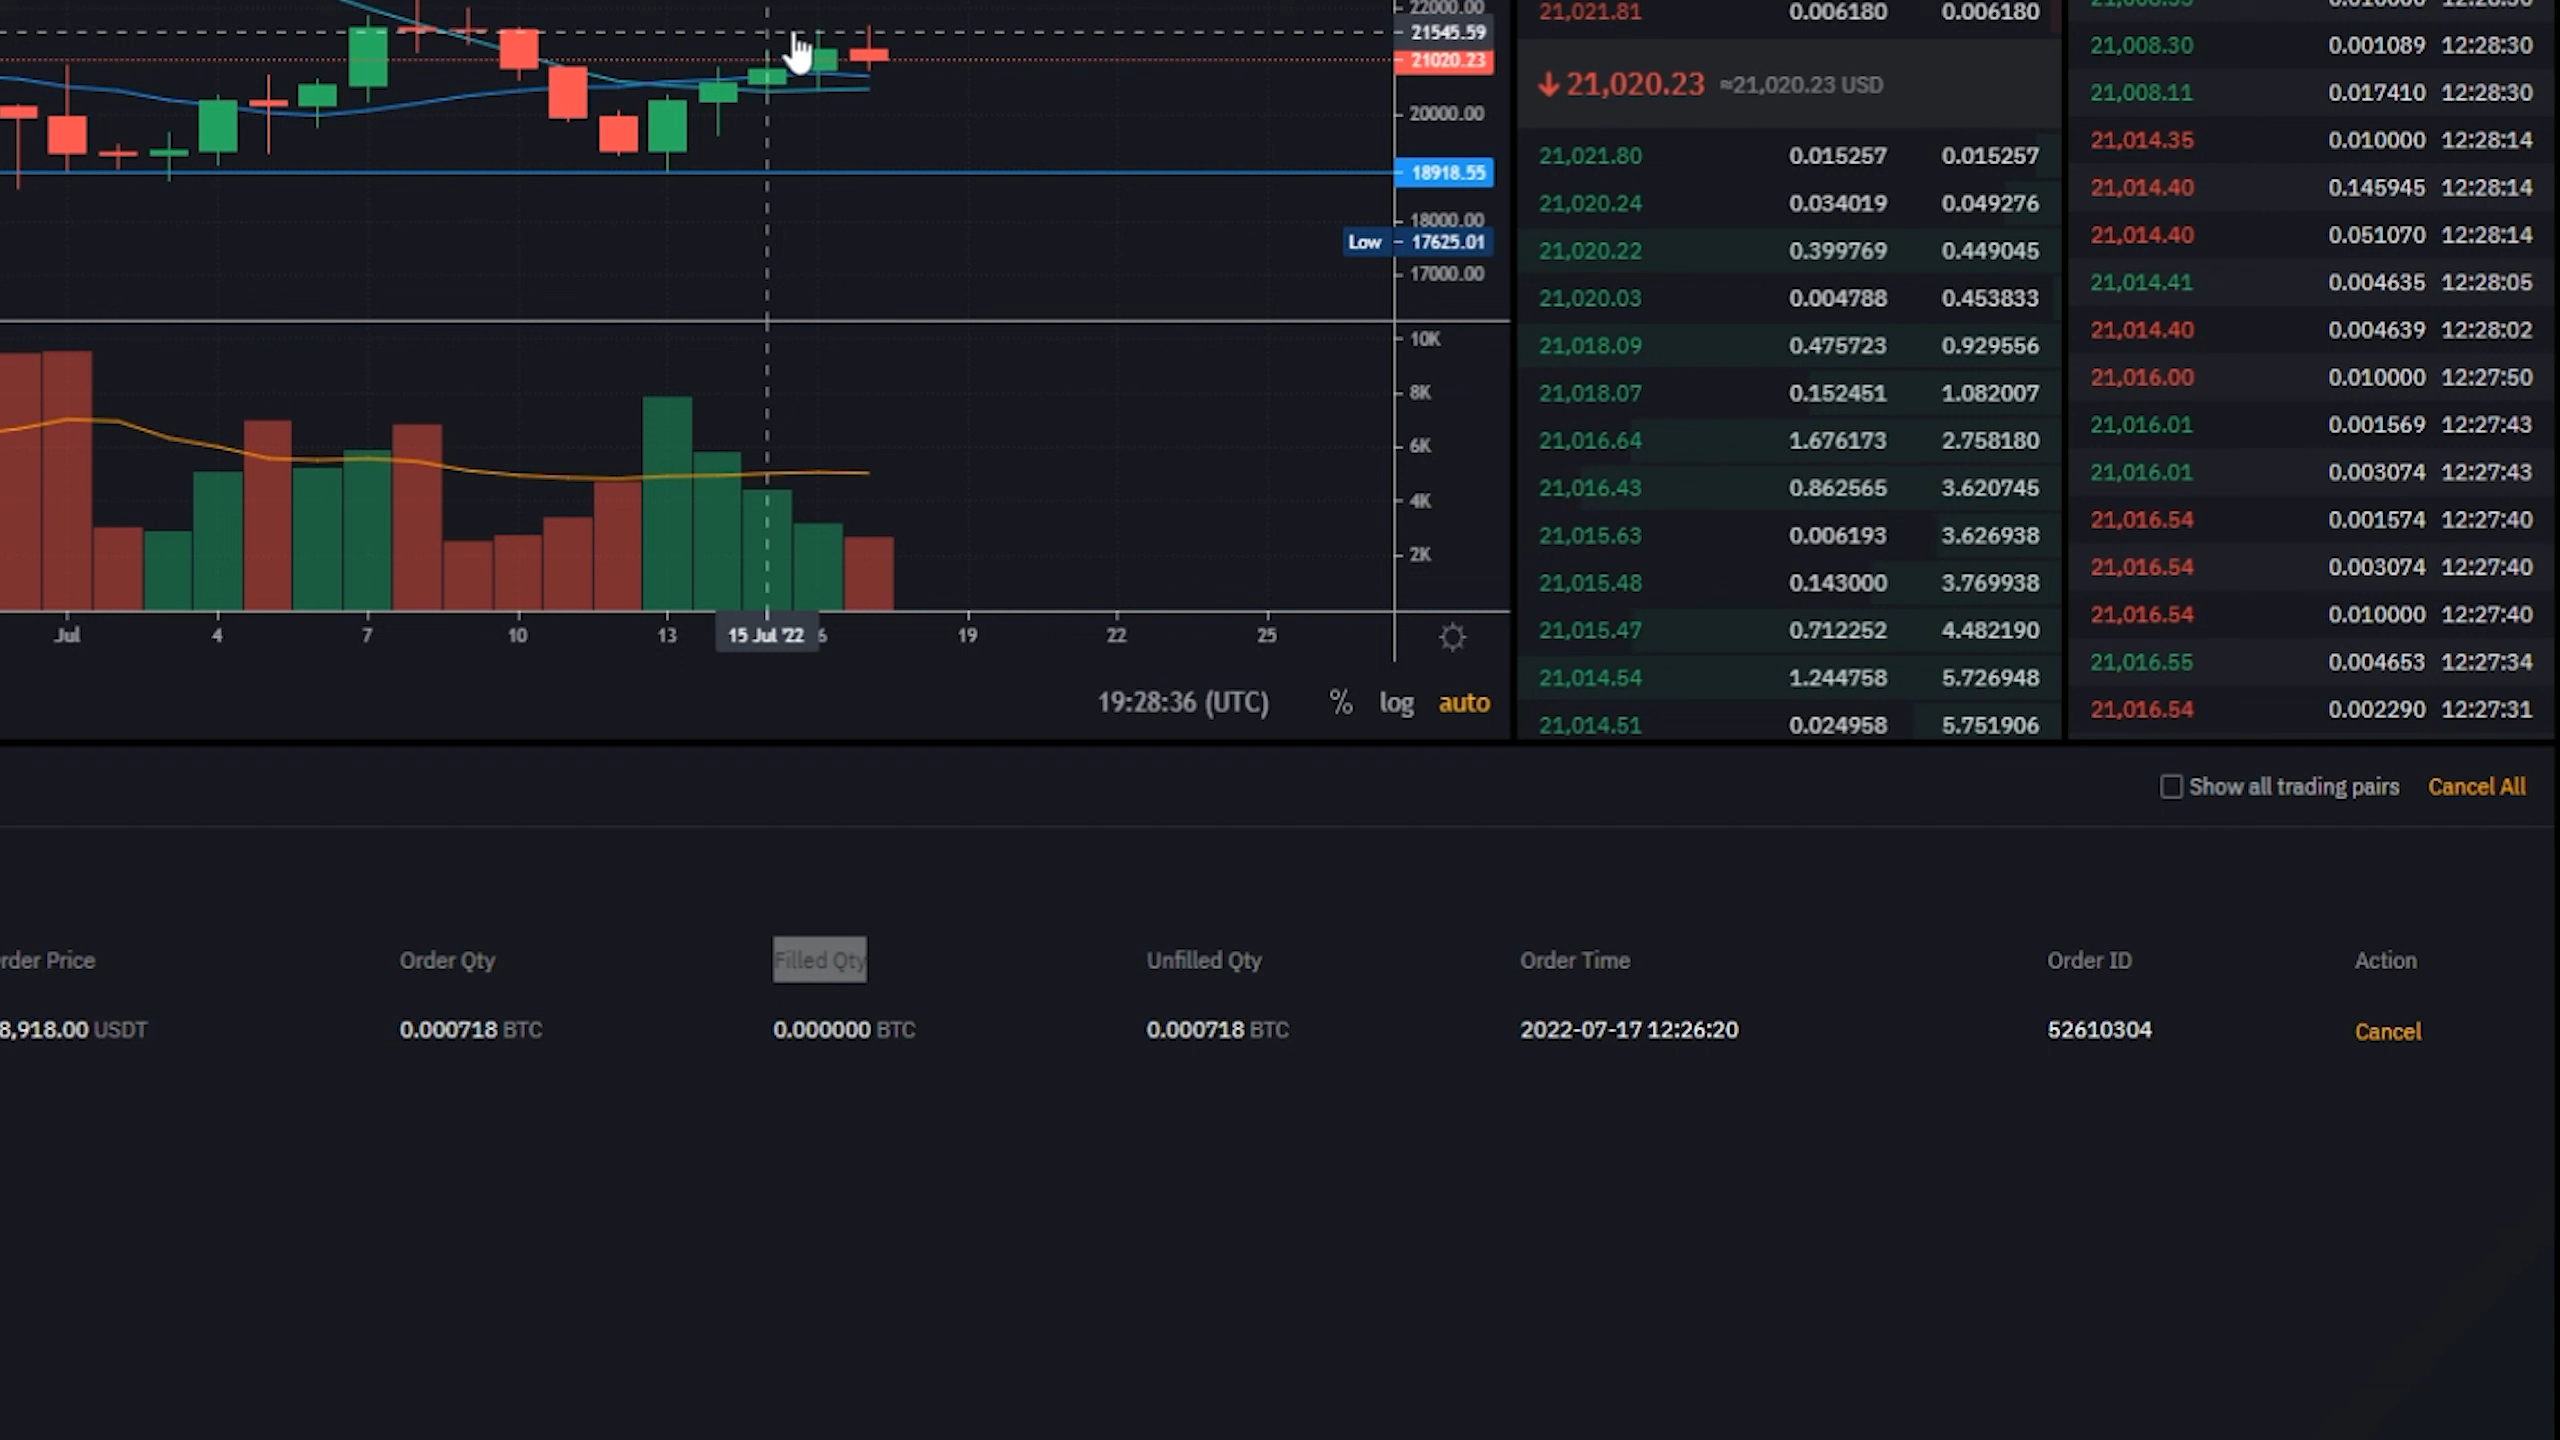 22000.00
21545.59
21020.23
20000.00
18918.55
18000.00
Low 17625.01
17000.00
10K
8K
6K
4K
2K
Jul 4 7 10 13 15 Jul '22 6 19 22 25
19:28:36 (UTC) % log auto
21,021.81 0.006180 0.006180
21,020.23 ≈21,020.23 USD
21,021.80 0.015257 0.015257
21,020.24 0.034019 0.049276
21,020.22 0.399769 0.449045
21,020.03 0.004788 0.453833
21,018.09 0.475723 0.929556
21,018.07 0.152451 1.082007
21,016.64 1.676173 2.758180
21,016.43 0.862565 3.620745
21,015.63 0.006193 3.626938
21,015.48 0.143000 3.769938
21,015.47 0.712252 4.482190
21,014.54 1.244758 5.726948
21,014.51 0.024958 5.751906
21,008.30 0.001089 12:28:30
21,008.11 0.017410 12:28:30
21,014.35 0.010000 12:28:14
21,014.40 0.145945 12:28:14
21,014.40 0.051070 12:28:14
21,014.41 0.004635 12:28:05
21,014.40 0.004639 12:28:02
21,016.00 0.010000 12:27:50
21,016.01 0.001569 12:27:43
21,016.01 0.003074 12:27:43
21,016.54 0.001574 12:27:40
21,016.54 0.003074 12:27:40
21,016.54 0.010000 12:27:40
21,016.55 0.004653 12:27:34
21,016.54 0.002290 12:27:31
Show all trading pairs Cancel All
rder Price Order Qty Filled Qty Unfilled Qty Order Time Order ID Action
8,918.00 USDT 0.000718 BTC 0.000000 BTC 0.000718 BTC 2022-07-17 12:26:20 52610304 Cancel